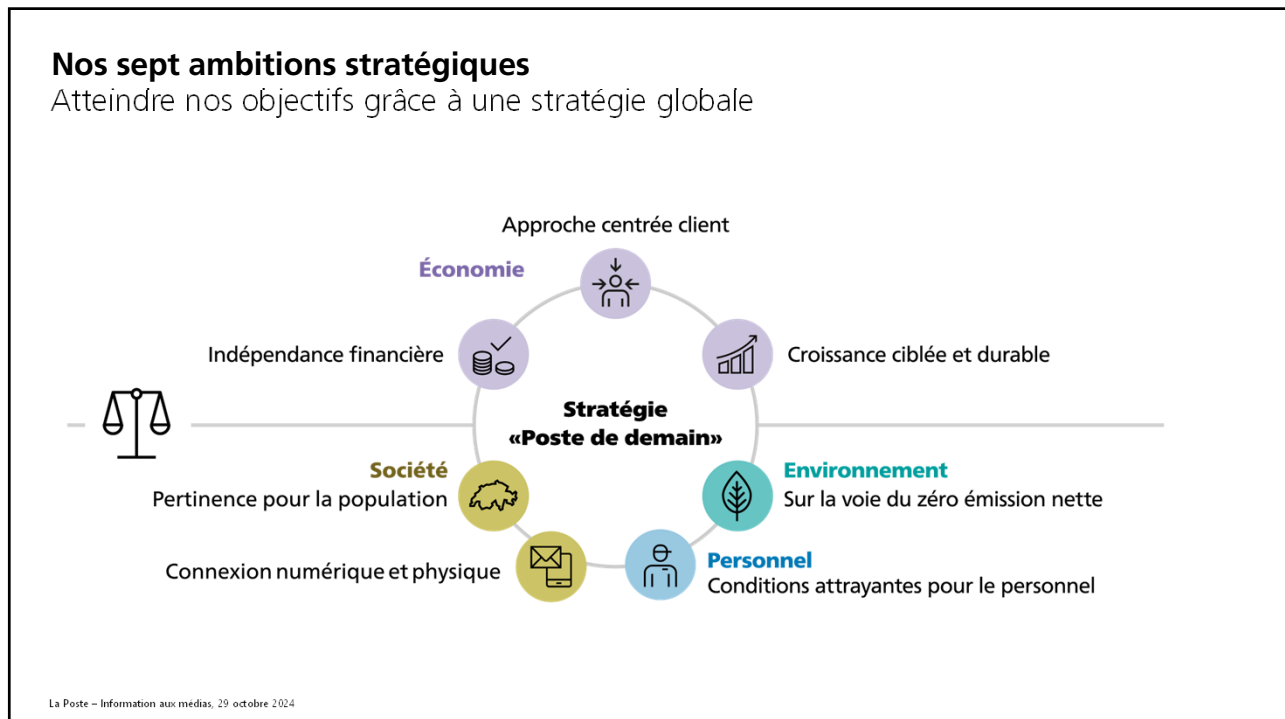 Nos sept ambitions stratégiques
Atteindre nos objectifs grâce à une stratégie globale
Approche centrée client
Économie
Indépendance financière
Croissance ciblée et durable
Stratégie
«Poste de demain»
Société
Pertinence pour la population
Environnement
Sur la voie du zéro émission nette
Connexion numérique et physique
Personnel
Conditions attrayantes pour le personnel
La Poste – Information aux médias, 29 octobre 2024